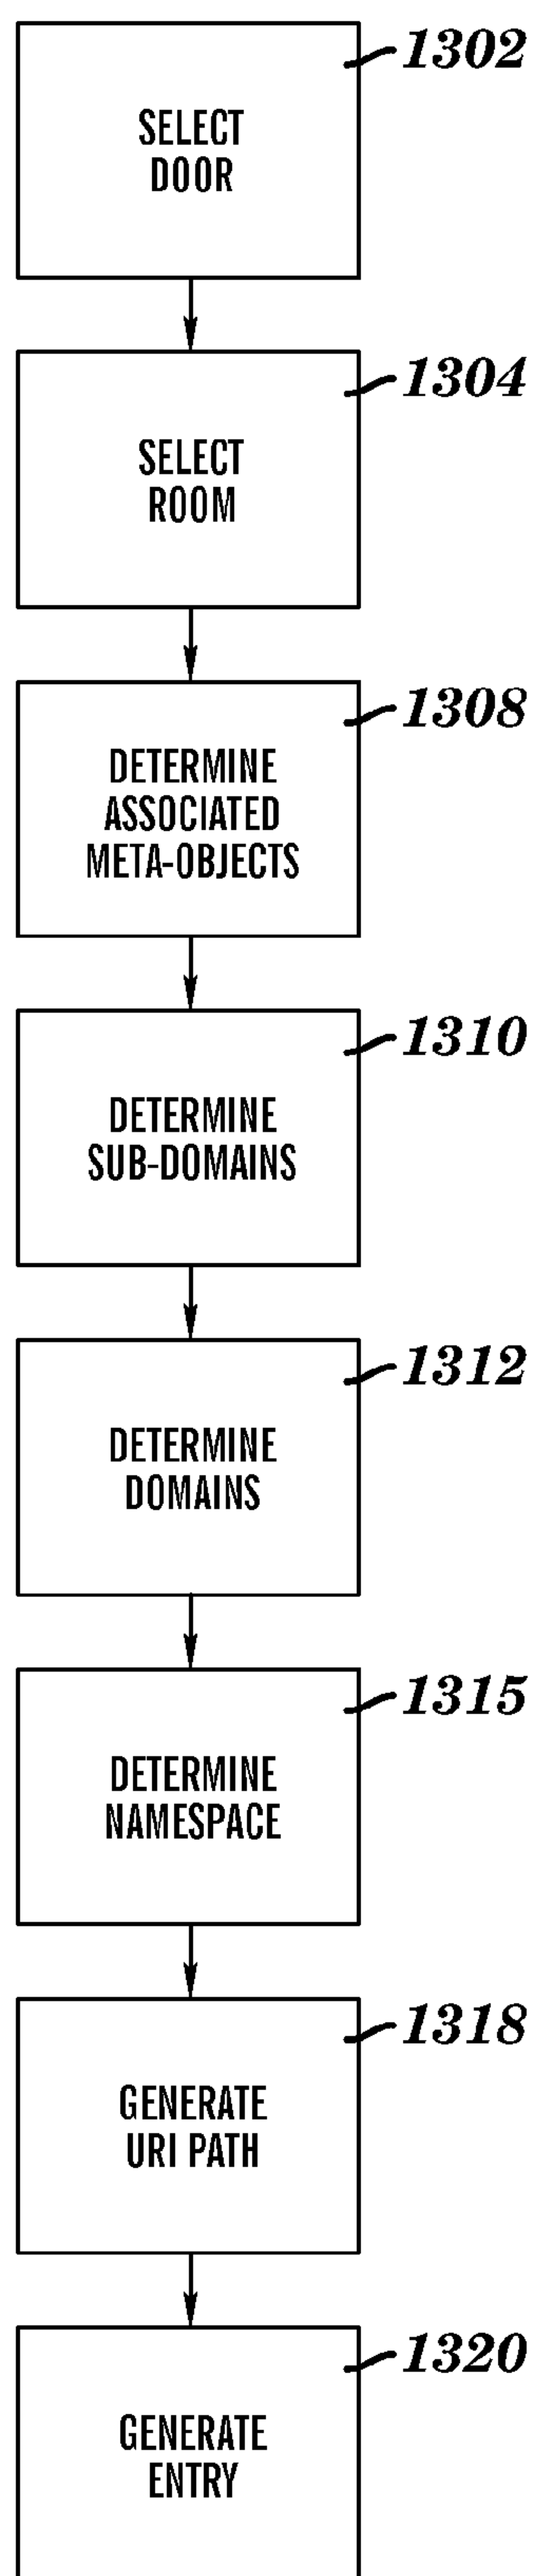 1302
SELECT
DOOR
1304
SELECT
ROOM
1308
DETERMINE
ASSOCIATED
META-OBJECTS
1310
DETERMINE
SUB-DOMAINS
1312
DETERMINE
DOMAINS
1315
DETERMINE
NAMESPACE
1318
GENERATE
URI PATH
1320
GENERATE
ENTRY